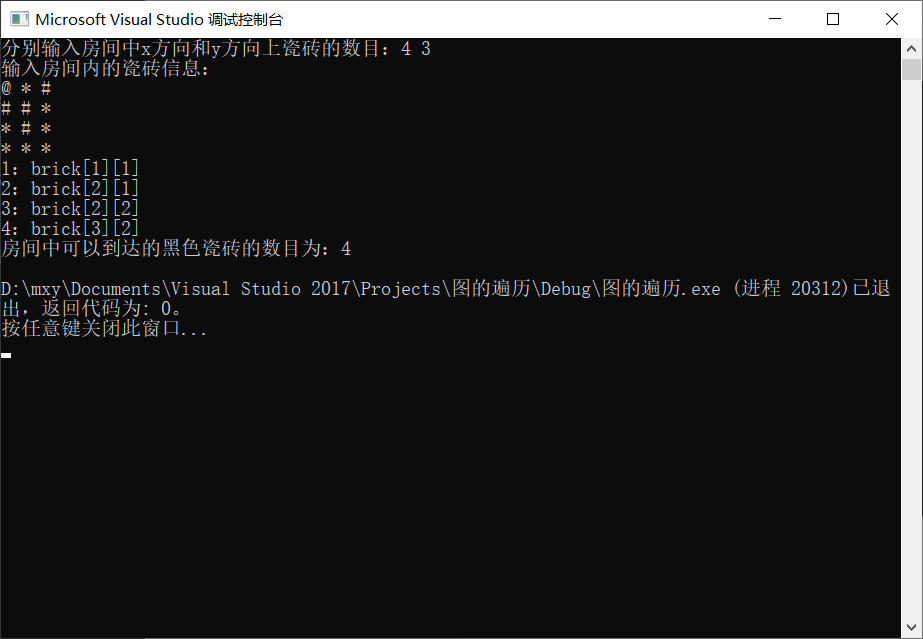 Microsoft Visual Studio 调试控制台
分别输入房间中x方向和y方向上瓷砖的数目：4 3
输入房间内的瓷砖信息：
@ * #
# # *
* # *
* * *
1：brick[1][1]
2：brick[2][1]
3：brick[2][2]
4：brick[3][2]
房间中可以到达的黑色瓷砖的数目为：4
D:\mxy\Documents\Visual Studio 2017\Projects\图的遍历\Debug\图的遍历.exe (进程 20312)已退
出，返回代码为: 0。
按任意键关闭此窗口...